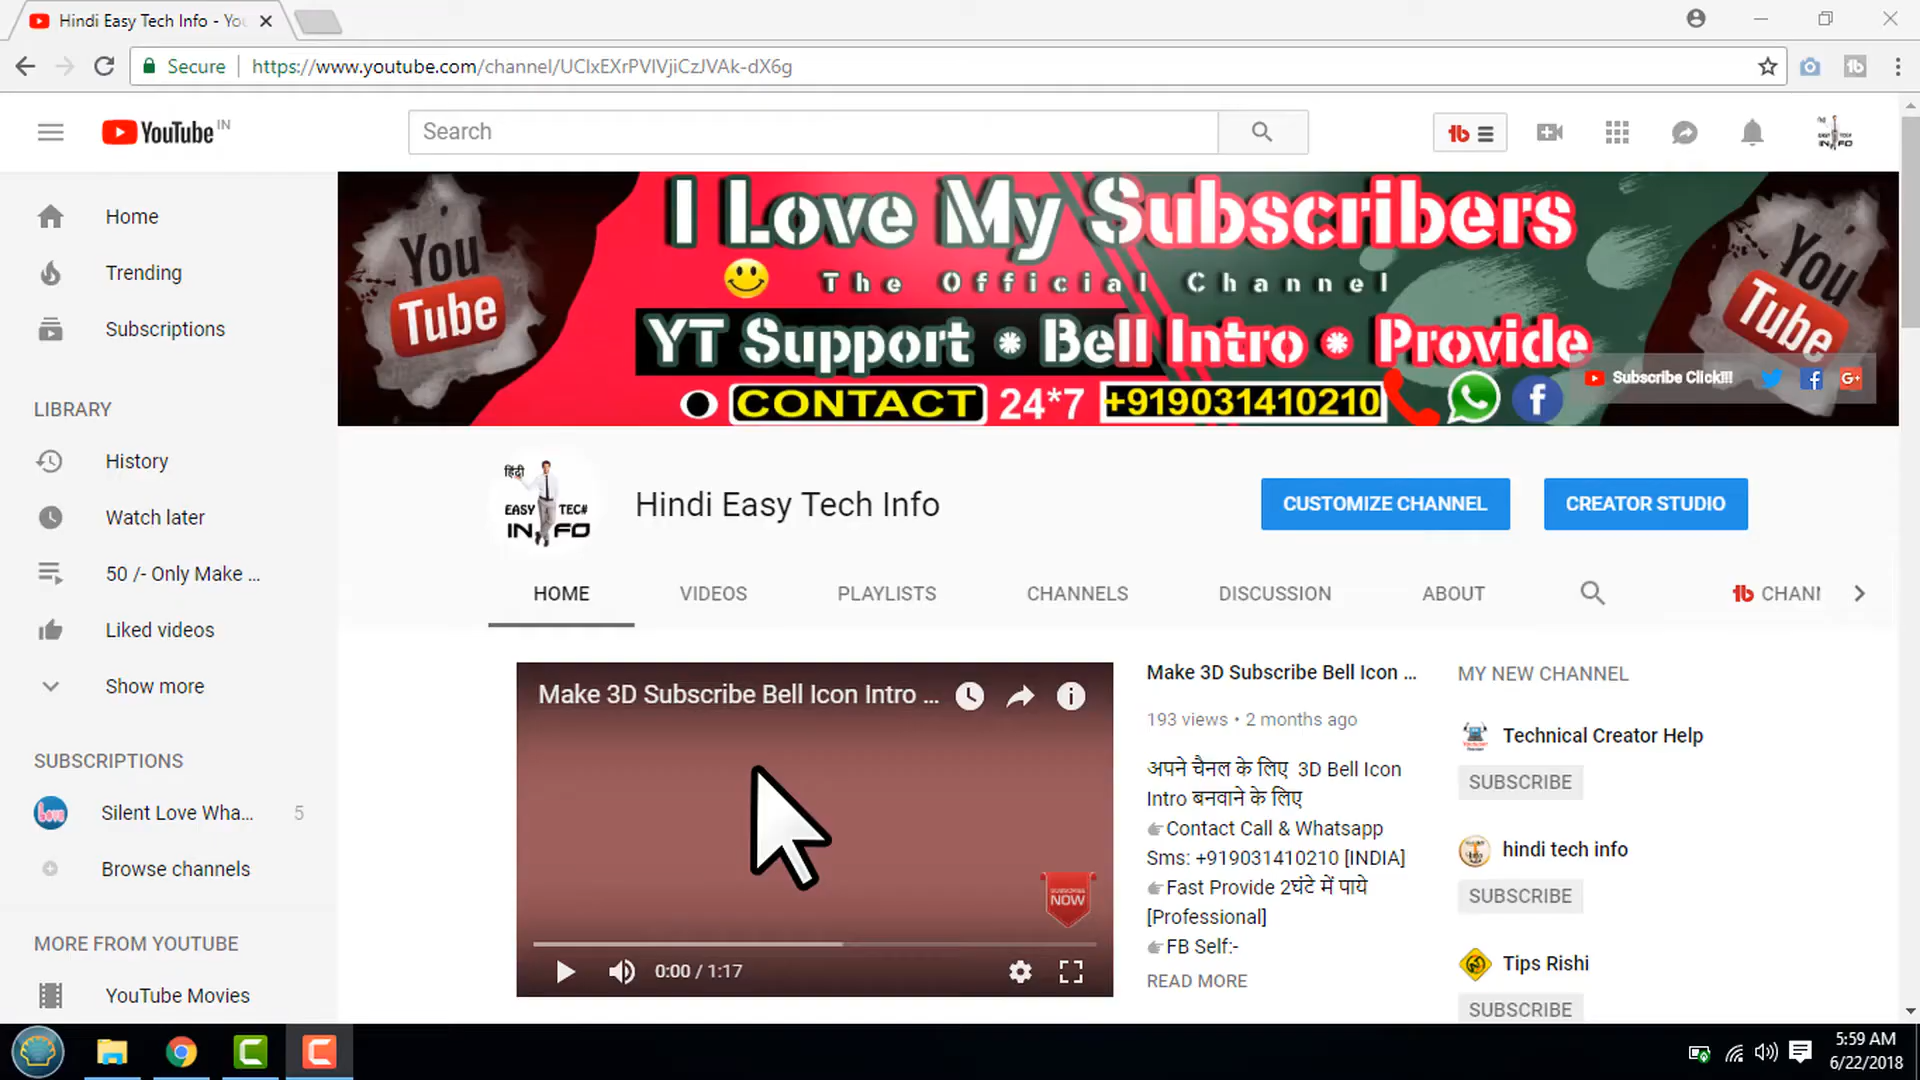 Hindi Easy Tech Info - You
Secure
https://www.youtube.com/channel/UCIxEXrPVIVjiCzJVAk-dX6g
YouTube IN
Search
Home
Trending
Subscriptions
LIBRARY
History
Watch later
50 /- Only Make ...
Liked videos
Show more
SUBSCRIPTIONS
Silent Love Wha... 5
Browse channels
MORE FROM YOUTUBE
YouTube Movies
You Tube
I Love My Subscribers
The Official Channel
YT Support Bell Intro Provide
CONTACT 24*7 +919031410210
You Tube
Subscribe Click!!!
हिंदी
EASY TECH
INFO
Hindi Easy Tech Info
CUSTOMIZE CHANNEL
CREATOR STUDIO
HOME VIDEOS PLAYLISTS CHANNELS DISCUSSION ABOUT
Make 3D Subscribe Bell Icon Intro ...
SUBSCRIBE
NOW
0:00 / 1:17
Make 3D Subscribe Bell Icon ...
193 views • 2 months ago
अपने चैनल के लिए 3D Bell Icon
Intro बनवाने के लिए
☛Contact Call & Whatsapp
Sms: +919031410210 [INDIA]
☛Fast Provide 2घंटे में पाये
[Professional]
☛FB Self:-
READ MORE
MY NEW CHANNEL
Technical Creator Help
SUBSCRIBE
hindi tech info
SUBSCRIBE
Tips Rishi
SUBSCRIBE
5:59 AM
6/22/2018